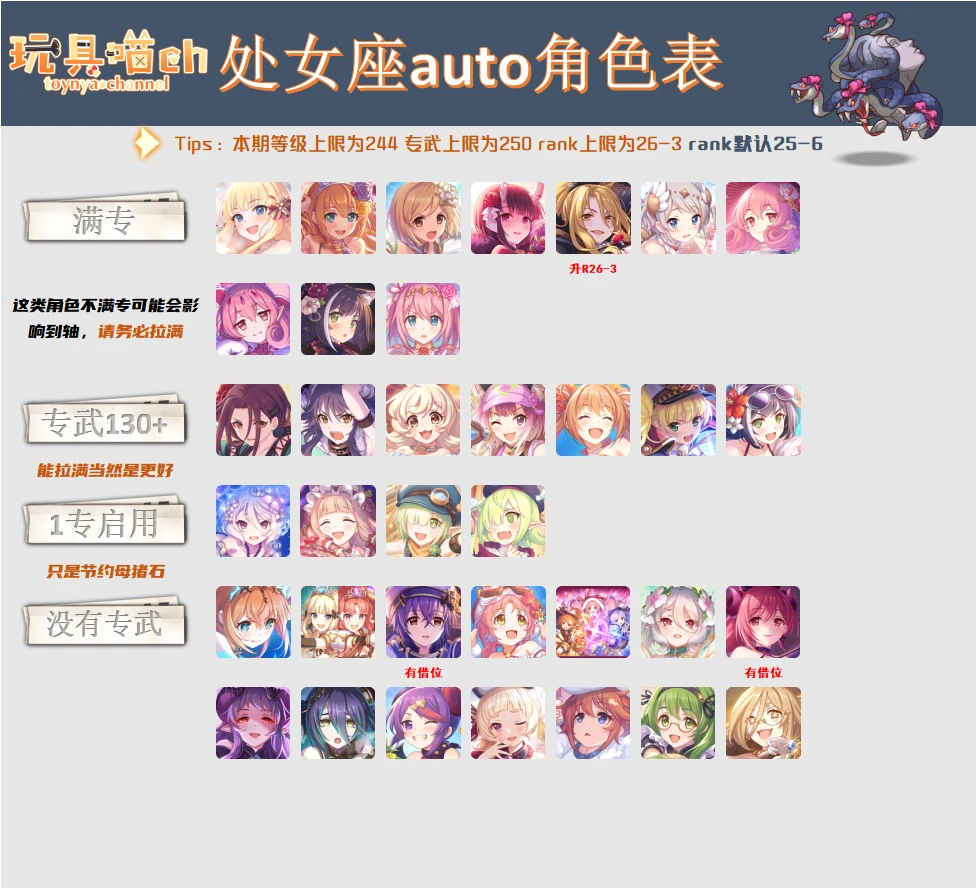 玩具喵ch
toynya channel
处女座auto角色表
Tips：本期等级上限为244 专武上限为250 rank上限为26-3 rank默认25-6
满专
升R26-3
这类角色不满专可能会影
响到轴，请务必拉满
专武130+
能拉满当然是更好
1专启用
只是节约母猪石
没有专武
有借位
有借位